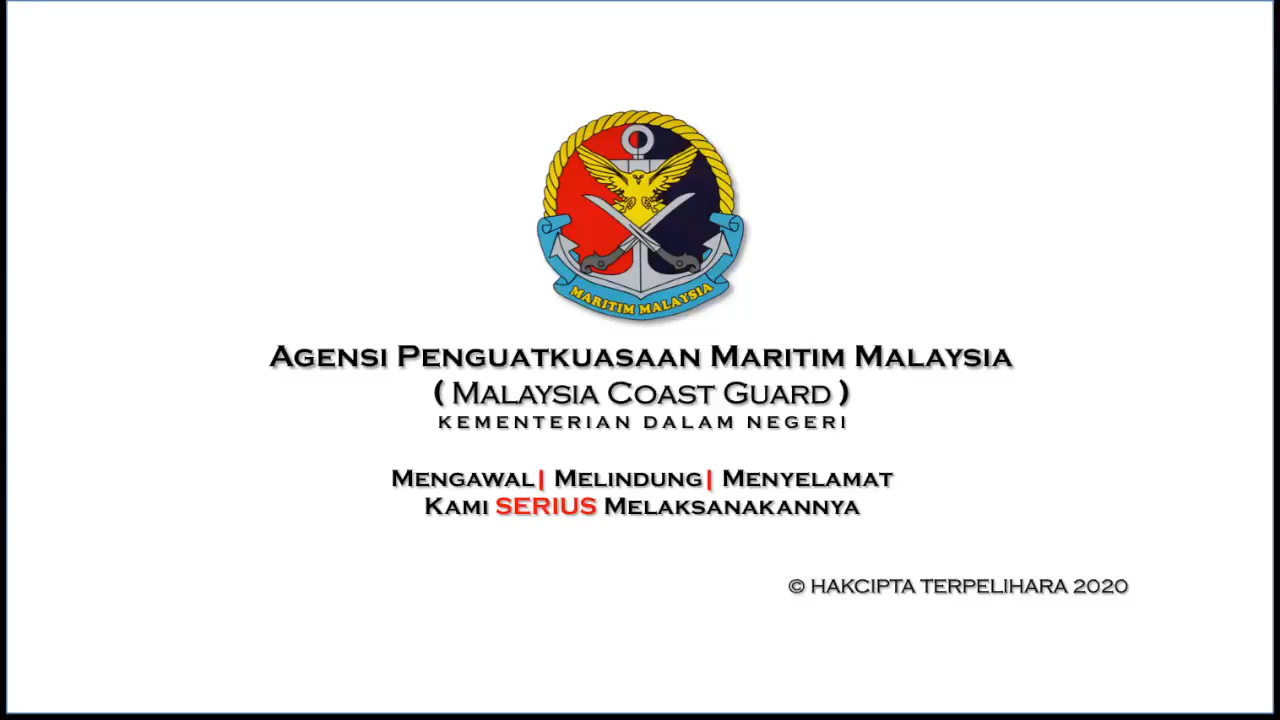 MARITIM MALAYSIA
AGENSI PENGUATKUASAAN MARITIM MALAYSIA
( MALAYSIA COAST GUARD )
KEMENTERIAN DALAM NEGERI
MENGAWAL| MELINDUNG| MENYELAMAT
KAMI SERIUS MELAKSANAKANNYA
© HAKCIPTA TERPELIHARA 2020